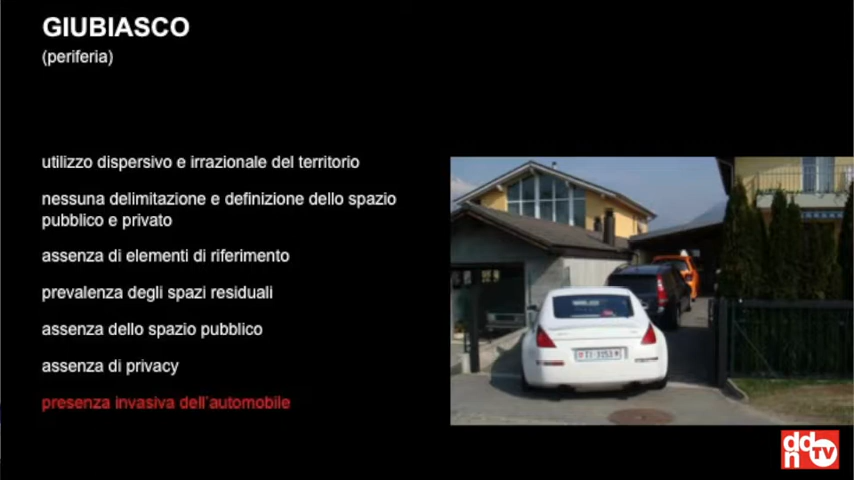 GIUBIASCO
(periferia)
utilizzo dispersivo e irrazionale del territorio
nessuna delimitazione e definizione dello spazio
pubblico e privato
assenza di elementi di riferimento
prevalenza degli spazi residuali
assenza dello spazio pubblico
assenza di privacy
presenza invasiva dell'automobile
TI
ddn TV